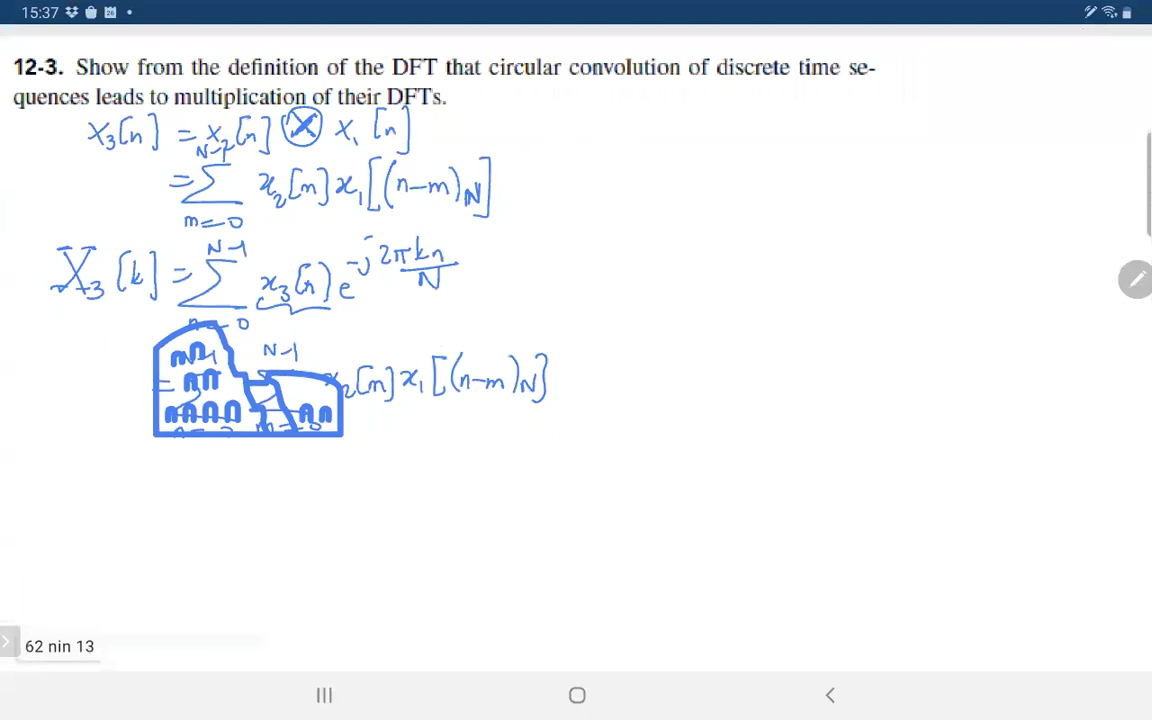 15:37
12-3. Show from the definition of the DFT that circular convolution of discrete time se-
quences leads to multiplication of their DFTs.
x₃[n] = x₂[n] ⊗ x₁[n]
N-1
= Σ x₂[m] x₁[(n-m)N]
m=0
N-1
X₃[k] = Σ x₃[n] e^-j 2πkn/N
n=0
N-1
x₂[m] x₁[(n-m)N]
m=0
62 nin 13